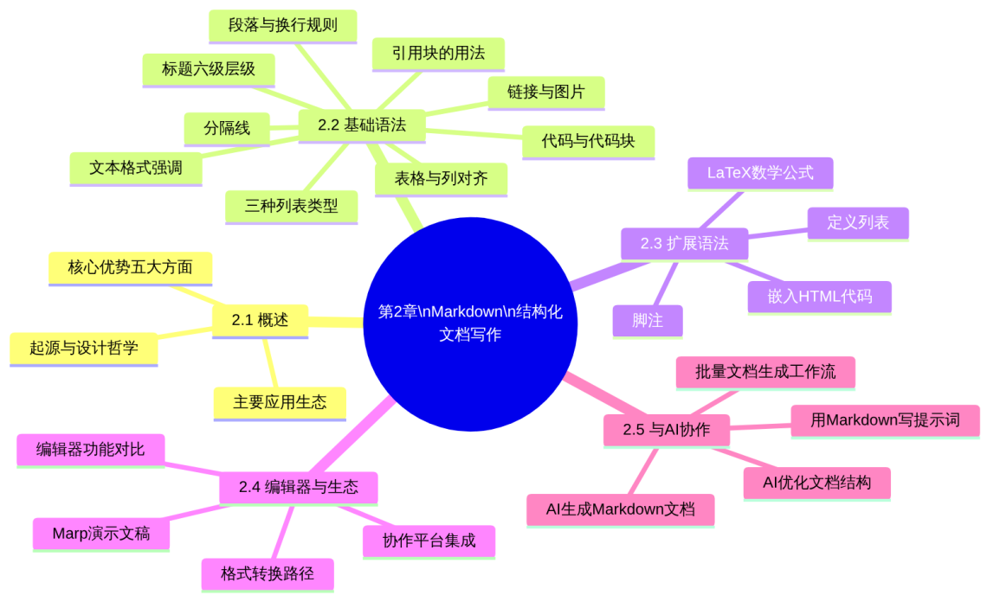 第2章\nMarkdown\n结构化
文档写作
2.1 概述
核心优势五大方面
起源与设计哲学
主要应用生态
2.2 基础语法
段落与换行规则
标题六级层级
分隔线
文本格式强调
三种列表类型
引用块的用法
链接与图片
代码与代码块
表格与列对齐
2.3 扩展语法
LaTeX数学公式
定义列表
嵌入HTML代码
脚注
2.4 编辑器与生态
编辑器功能对比
Marp演示文稿
格式转换路径
协作平台集成
2.5 与AI协作
批量文档生成工作流
用Markdown写提示词
AI优化文档结构
AI生成Markdown文档